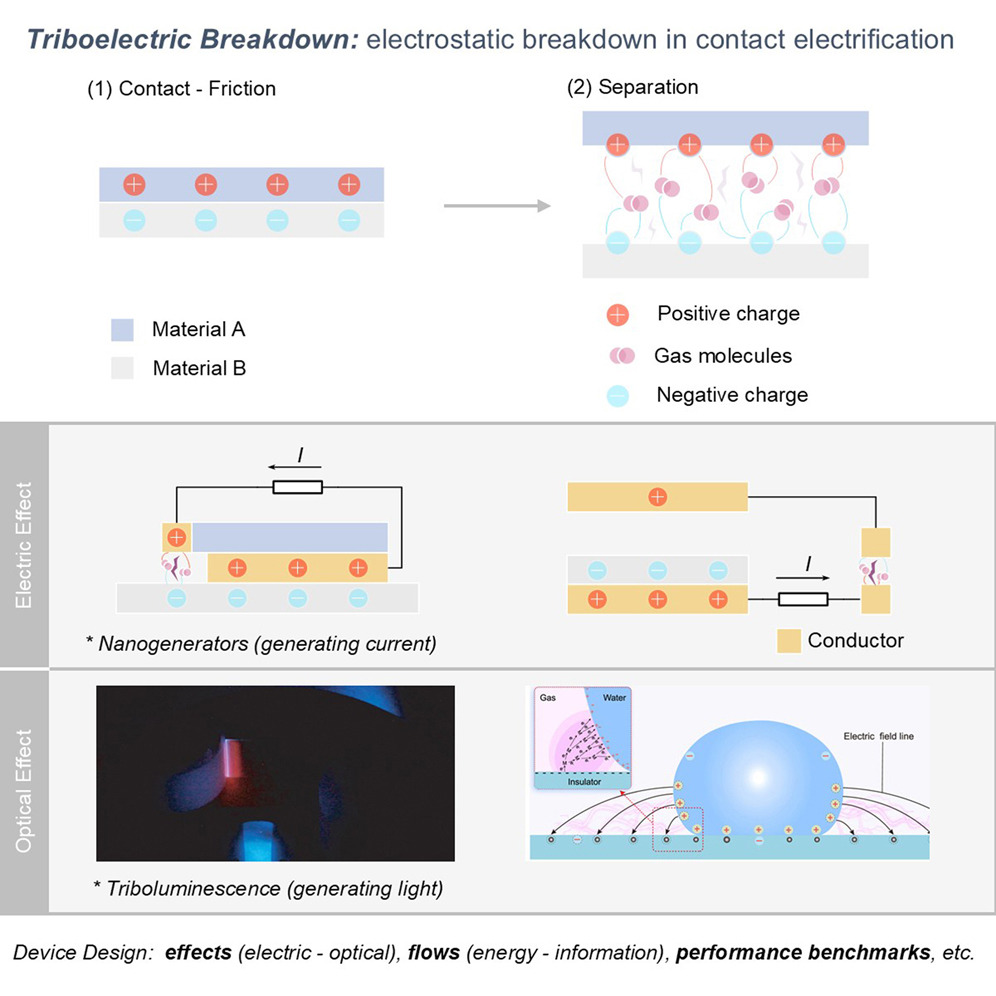 Triboelectric Breakdown: electrostatic breakdown in contact electrification
(1) Contact - Friction
(2) Separation
Material A
Material B
Positive charge
Gas molecules
Negative charge
Electric Effect
I
* Nanogenerators (generating current)
I
Conductor
Optical Effect
* Triboluminescence (generating light)
Gas
Water
Insulator
Electric field line
Device Design: effects (electric - optical), flows (energy - information), performance benchmarks, etc.